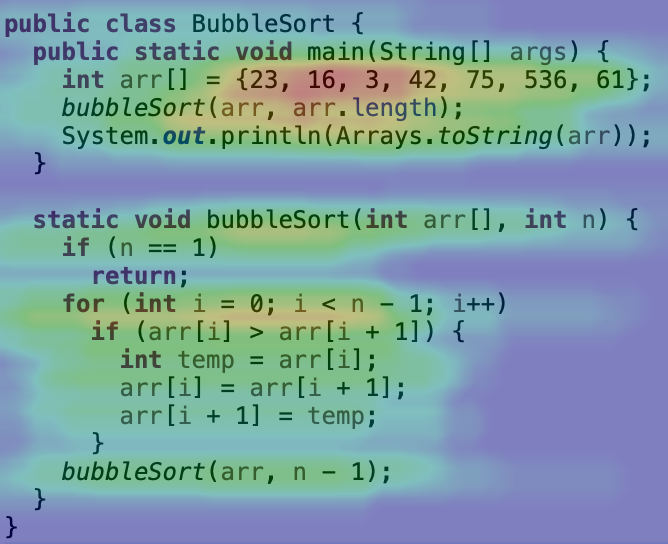 public class BubbleSort {
  public static void main(String[] args) {
    int arr[] = {23, 16, 3, 42, 75, 536, 61};
    bubbleSort(arr, arr.length);
    System.out.println(Arrays.toString(arr));
  }

  static void bubbleSort(int arr[], int n) {
    if (n == 1)
      return;
    for (int i = 0; i < n - 1; i++)
      if (arr[i] > arr[i + 1]) {
        int temp = arr[i];
        arr[i] = arr[i + 1];
        arr[i + 1] = temp;
      }
    bubbleSort(arr, n - 1);
  }
}